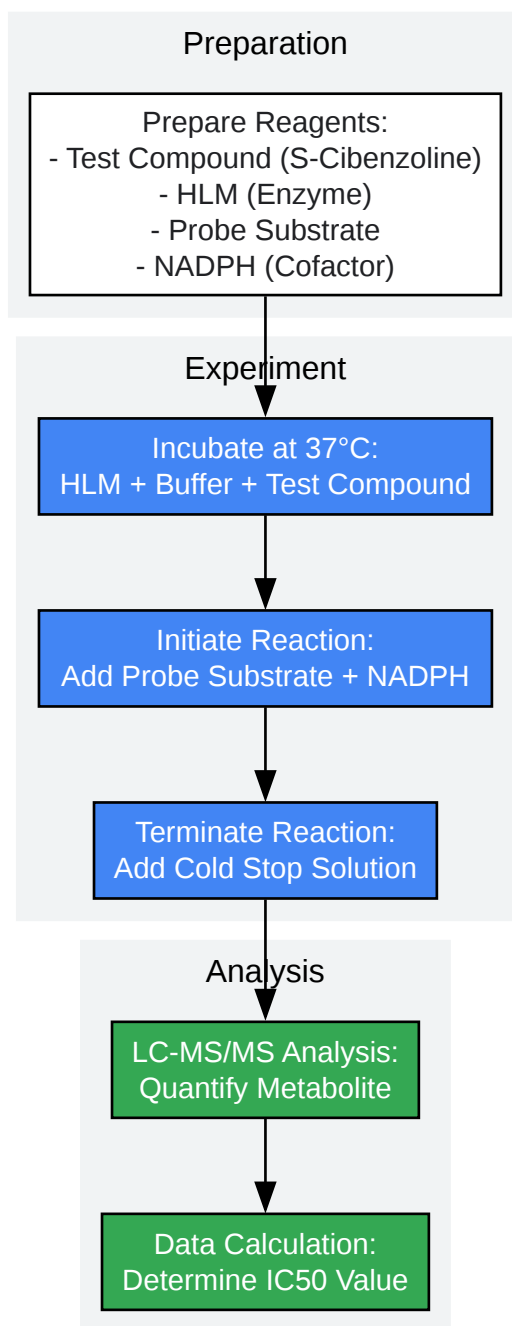 Preparation
Prepare Reagents:
- Test Compound (S-Cibenzoline)
- HLM (Enzyme)
- Probe Substrate
- NADPH (Cofactor)
Experiment
Incubate at 37°C:
HLM + Buffer + Test Compound
Initiate Reaction:
Add Probe Substrate + NADPH
Terminate Reaction:
Add Cold Stop Solution
Analysis
LC-MS/MS Analysis:
Quantify Metabolite
Data Calculation:
Determine IC50 Value